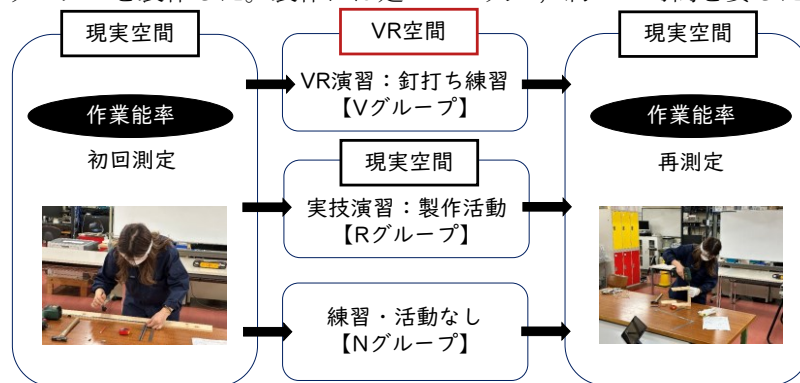 現実空間
作業能率
初回測定
VR空間
VR演習：釘打ち練習
【Vグループ】
現実空間
実技演習：製作活動
【Rグループ】
練習・活動なし
【Nグループ】
現実空間
作業能率
再測定